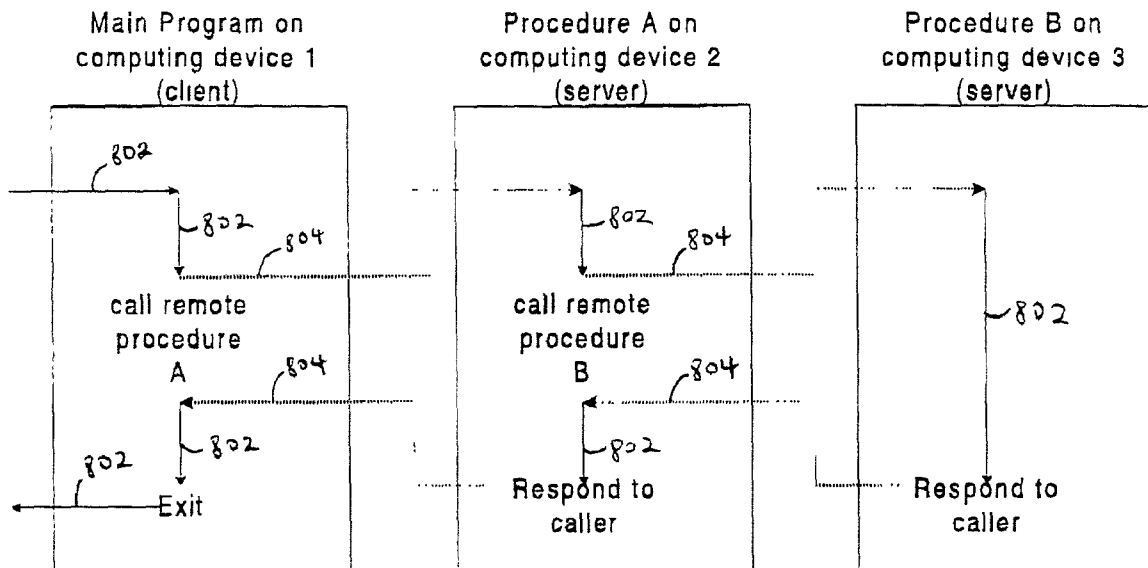 Main Program on
computing device 1
(client)
Procedure A on
computing device 2
(server)
Procedure B on
computing device 3
(server)
802
802
804
call remote
procedure
A
804
802
802
Exit
802
804
call remote
procedure
B
804
802
Respond to
caller
802
Respond to
caller